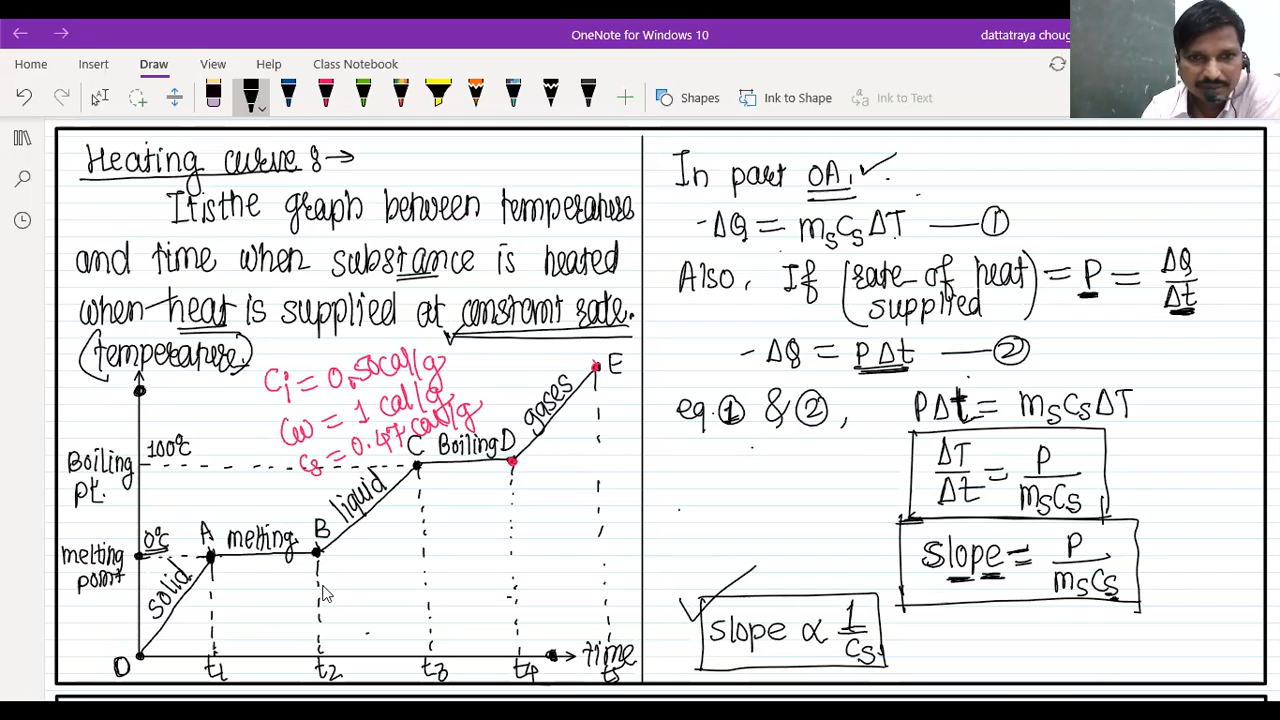 OneNote for Windows 10
dattatraya choug
Home Insert Draw View Help Class Notebook
Shapes Ink to Shape Ink to Text
Heating curve :→
It is the graph between temperature
and time when substance is heated
when heat is supplied at constant rate.
(temperature)
Ci = 0.50cal/g
Cw = 1 cal/g
Cs = 0.47 cal/g
E
gases
100°C
C Boiling D
Boiling
pt.
liquid
B
A melting
0°C
melting
point
solid
O t1 t2 t3 t4 time
t5
In part OA, ✓
-ΔQ = msCsΔT — ①
Also, If (rate of heat supplied) = P = ΔQ/Δt
-ΔQ = PΔt — ②
eq. ① & ②, PΔt = msCsΔT
ΔT/Δt = P/msCs
slope = P/msCs
slope ∝ 1/Cs